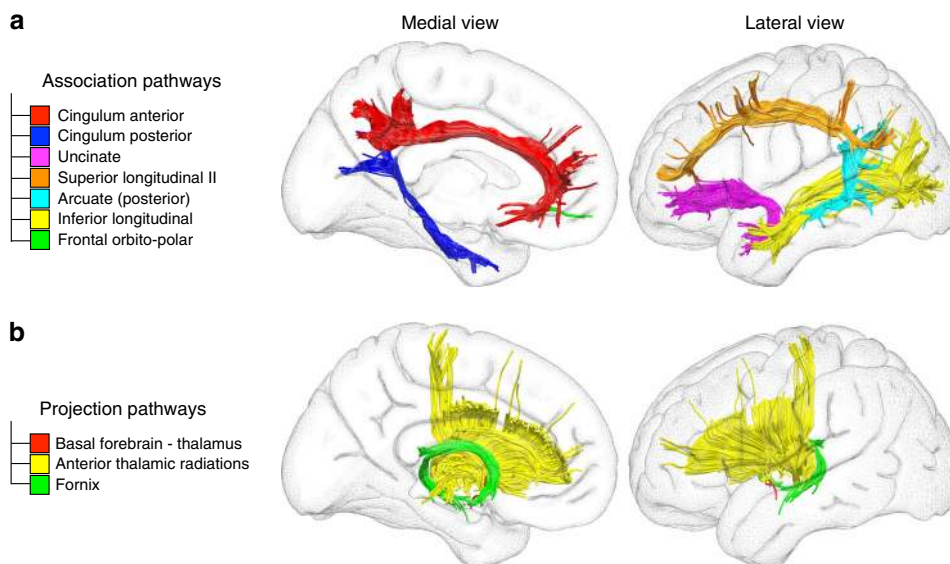 a
Medial view
Lateral view
Association pathways
Cingulum anterior
Cingulum posterior
Uncinate
Superior longitudinal II
Arcuate (posterior)
Inferior longitudinal
Frontal orbito-polar
b
Projection pathways
Basal forebrain - thalamus
Anterior thalamic radiations
Fornix